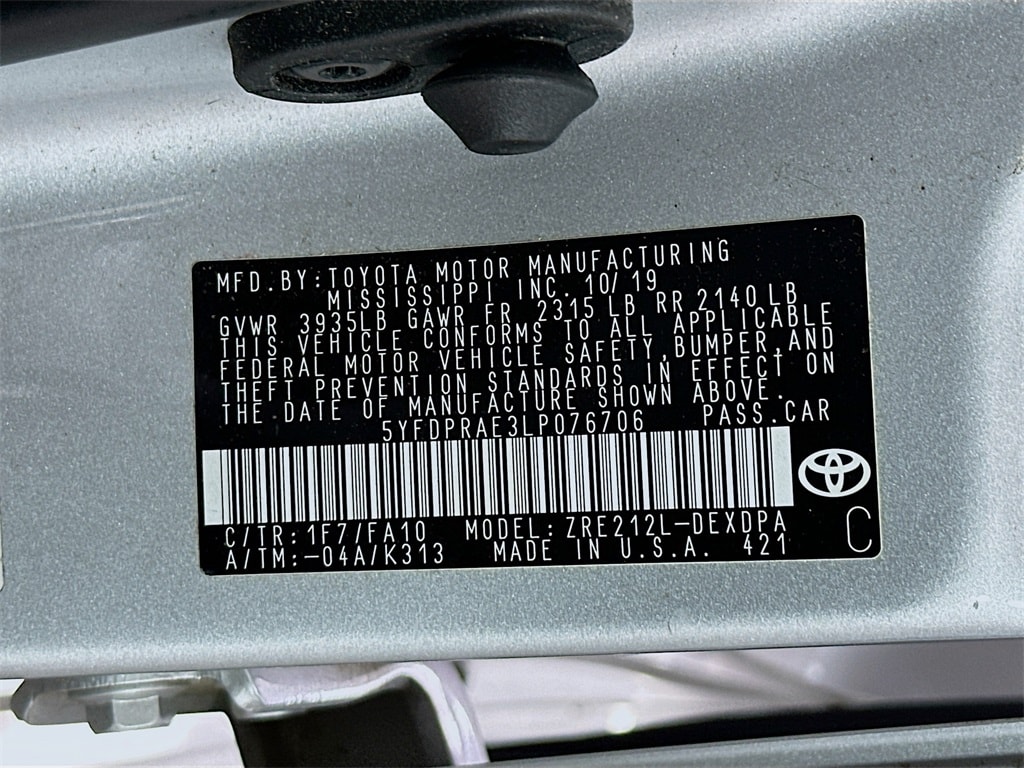 MFD.BY:TOYOTA MOTOR MANUFACTURING
MISSISSIPPI INC. 10/19
GVWR 3935LB GAWR FR 2315 LB RR 2140 LB
THIS VEHICLE CONFORMS TO ALL APPLICABLE
FEDERAL MOTOR VEHICLE SAFETY,BUMPER,AND
THEFT PREVENTION STANDARDS IN EFFECT ON
THE DATE OF MANUFACTURE SHOWN ABOVE.
5YFDPRAE3LP076706 PASS.CAR
C/TR:1F7/FA10 MODEL:ZRE212L-DEXDPA
A/TM:-04A/K313 MADE IN U.S.A. 421 C